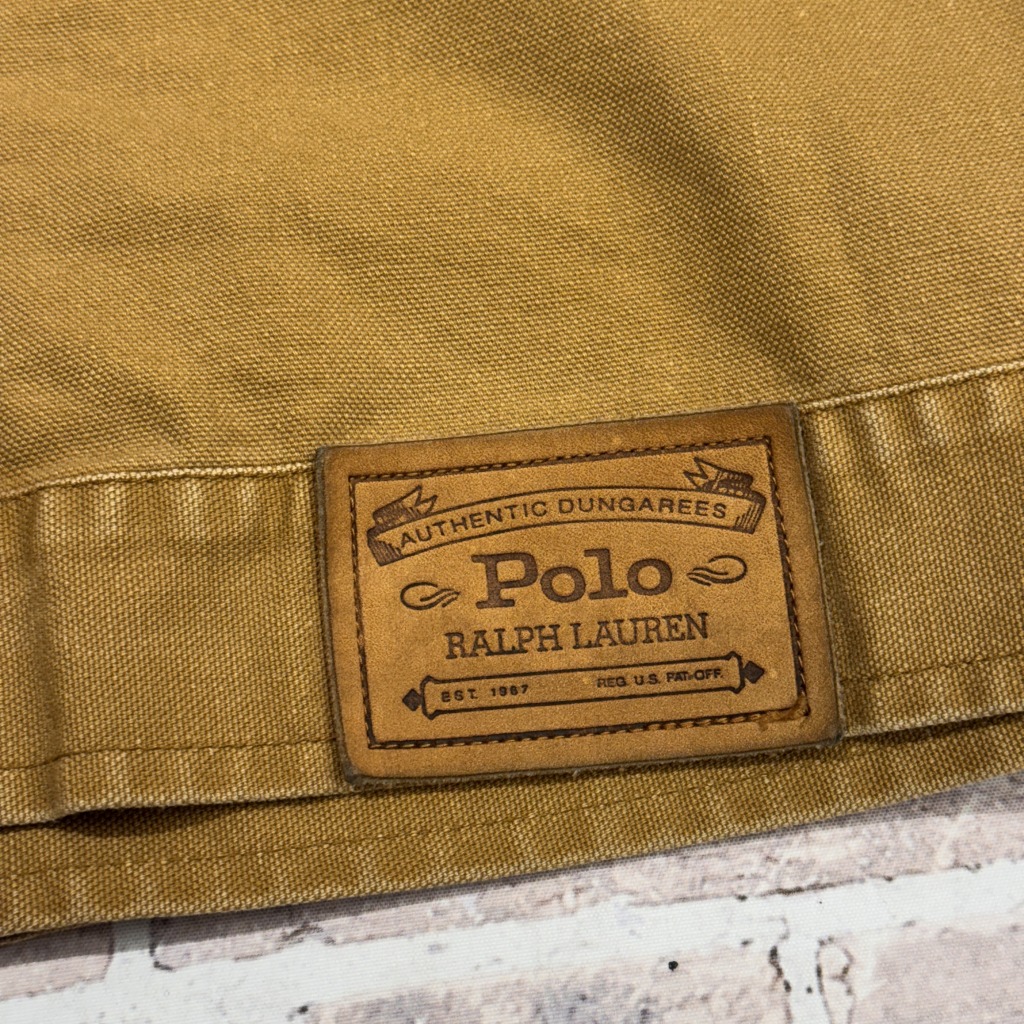 AUTHENTIC DUNGAREES
Polo
RALPH LAUREN
EST. 1967 REG. U.S. PAT. OFF.